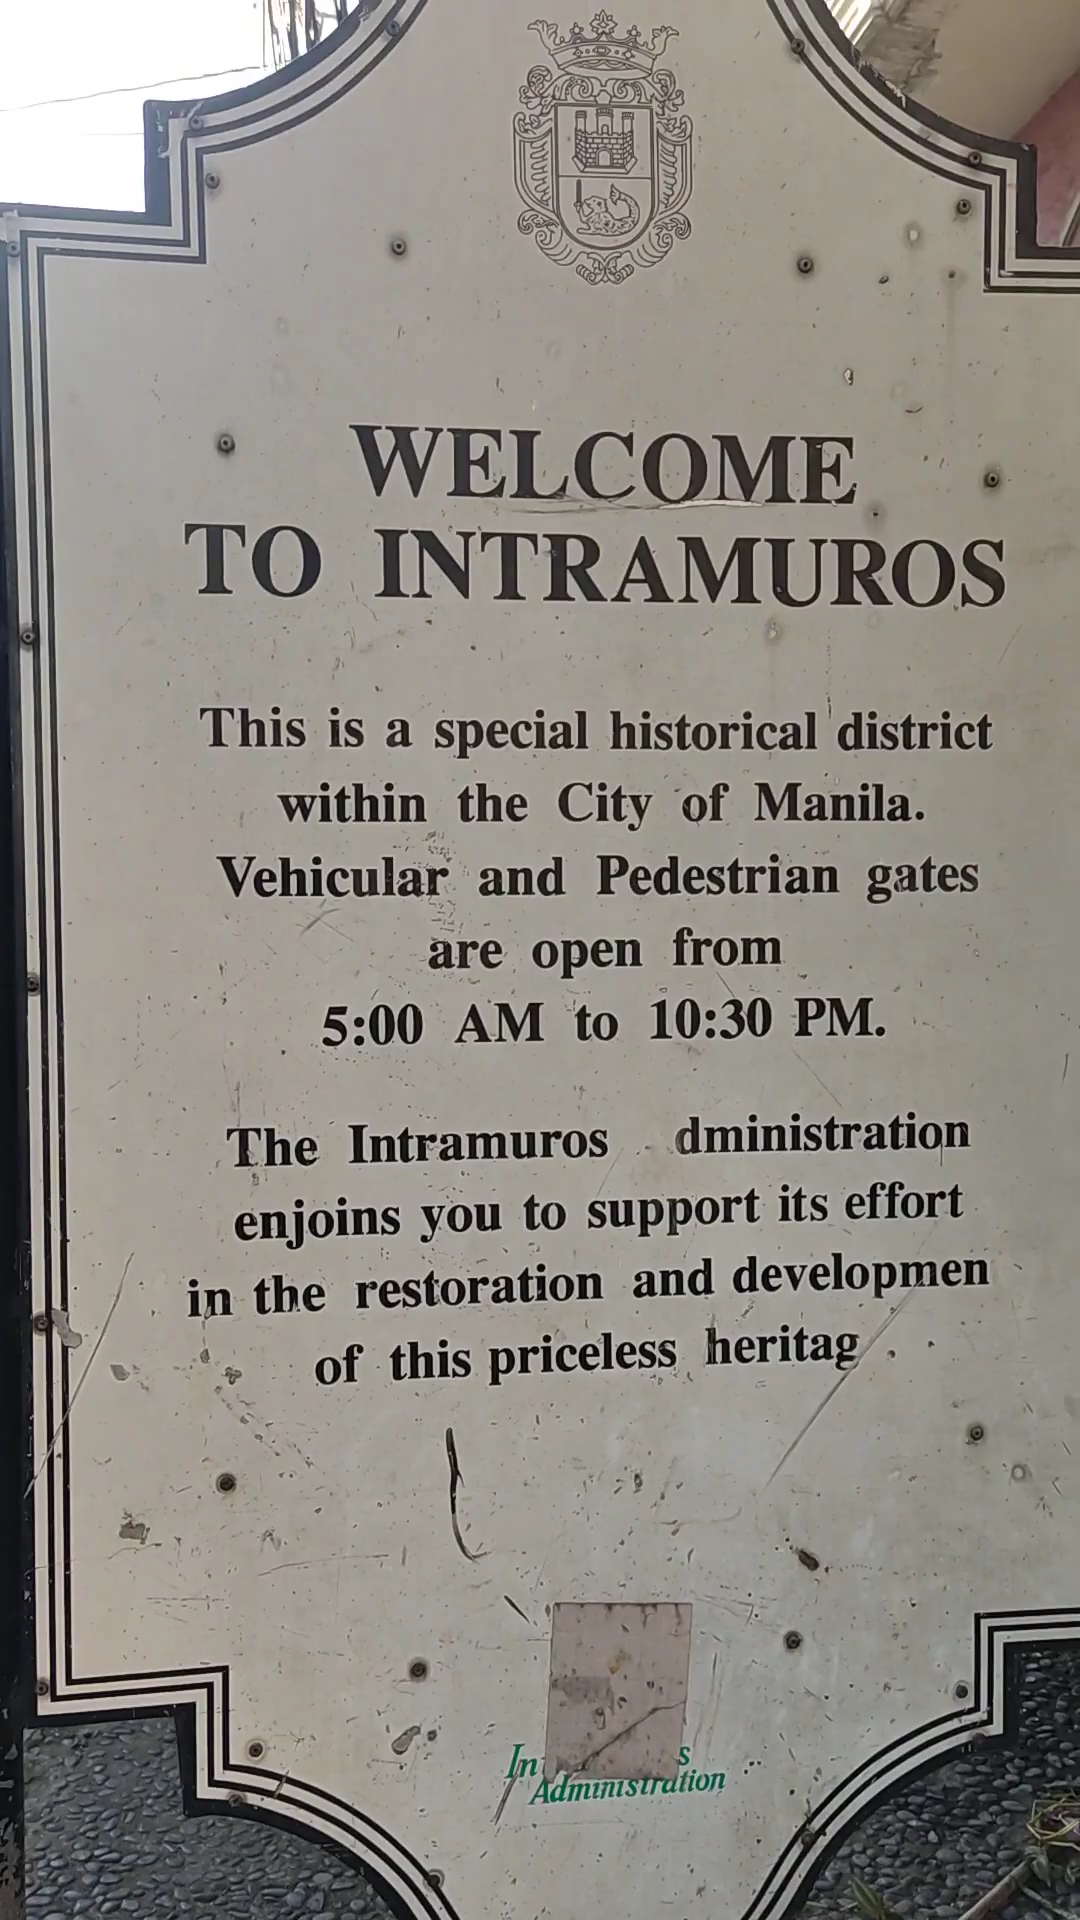 WELCOME
TO INTRAMUROS
This is a special historical district
within the City of Manila.
Vehicular and Pedestrian gates
are open from
5:00 AM to 10:30 PM.
The Intramuros dministration
enjoins you to support its effort
in the restoration and developmen
of this priceless heritag .
Administration